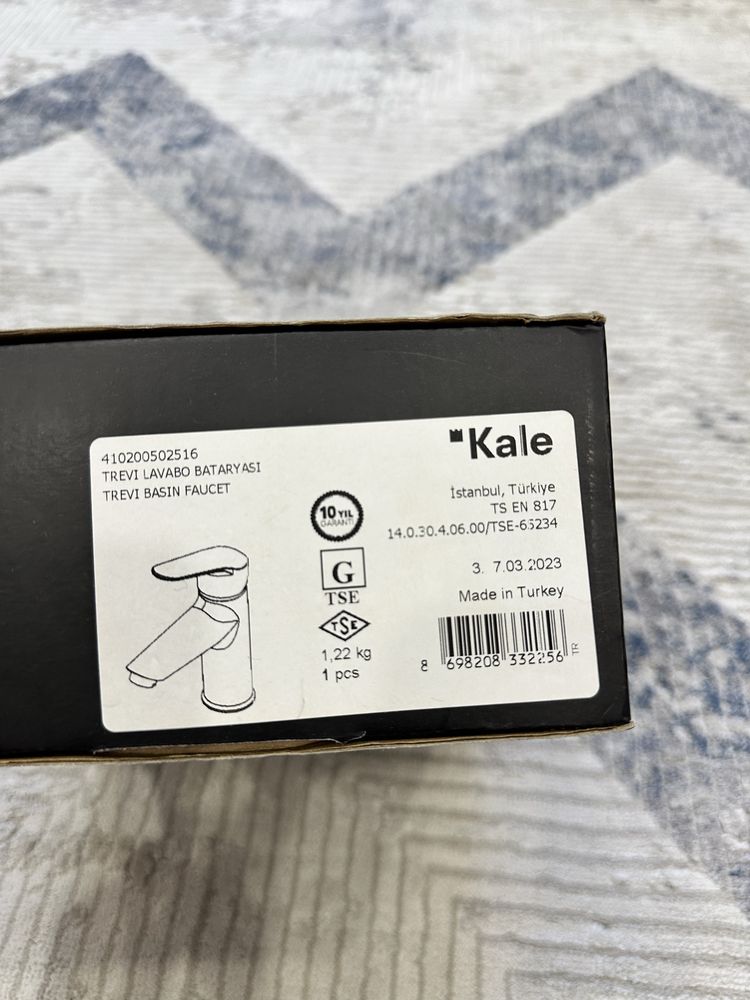 410200502516
TREVI LAVABO BATARYASI
TREVI BASIN FAUCET
Kale
İstanbul, Türkiye
TS EN 817
14.0.30.4.06.00/TSE-65234
3. 7.03.2023
Made in Turkey
10 YIL
GARANTİ
G
TSE
TSE
1,22 kg
1 pcs
8 698208 332256
TR